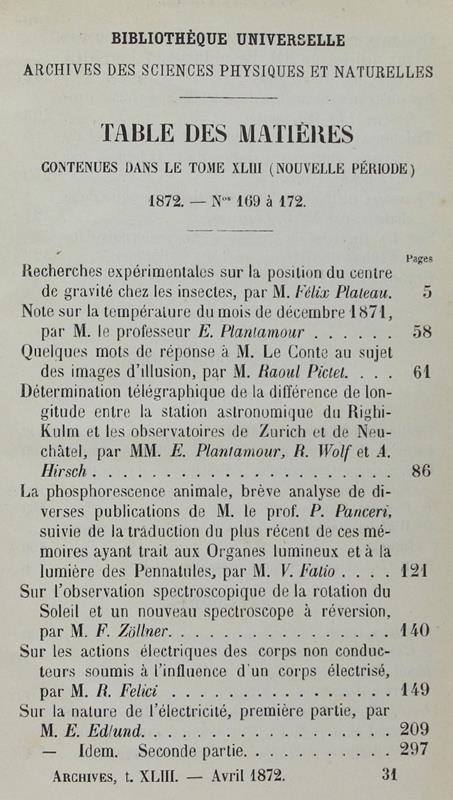 BIBLIOTHÈQUE UNIVERSELLE
ARCHIVES DES SCIENCES PHYSIQUES ET NATURELLES
TABLE DES MATIÈRES
CONTENUES DANS LE TOME XLIII (NOUVELLE PÉRIODE)
1872. — Nos 169 à 172.
Pages
Recherches expérimentales sur la position du centre
de gravité chez les insectes, par M. Félix Plateau. 5
Note sur la température du mois de décembre 1871,
par M. le professeur E. Plantamour . . . . . . 58
Quelques mots de réponse à M. Le Conte au sujet
des images d'illusion, par M. Raoul Pictet. . . . 61
Détermination télégraphique de la différence de lon-
gitude entre la station astronomique du Righi-
Kulm et les observatoires de Zurich et de Neu-
châtel, par MM. E. Plantamour, R. Wolf et A.
Hirsch . . . . . . . . . . . . . . . . . . . . . 86
La phosphorescence animale, brève analyse de di-
verses publications de M. le prof. P. Panceri,
suivie de la traduction du plus récent de ces mé-
moires ayant trait aux Organes lumineux et à la
lumière des Pennatules, par M. V. Fatio . . . . 121
Sur l'observation spectroscopique de la rotation du
Soleil et un nouveau spectroscope à réversion,
par M. F. Zöllner. . . . . . . . . . . . . . . . 140
Sur les actions électriques des corps non conduc-
teurs soumis à l'influence d'un corps électrisé,
par M. R. Felici . . . . . . . . . . . . . . . . 149
Sur la nature de l'électricité, première partie, par
M. E. Edlund. . . . . . . . . . . . . . . . . . 209
— Idem. Seconde partie. . . . . . . . . . . 297
ARCHIVES, t. XLIII. — Avril 1872. 31